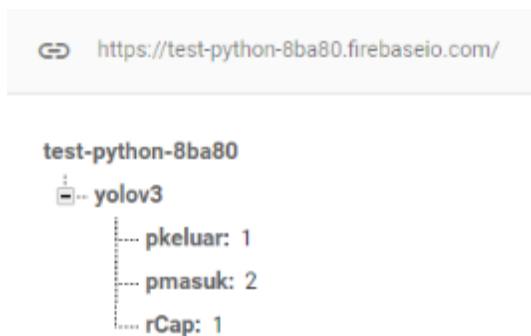 https://test-python-8ba80.firebaseio.com/
test-python-8ba80
yolov3
pkeluar: 1
pmasuk: 2
rCap: 1